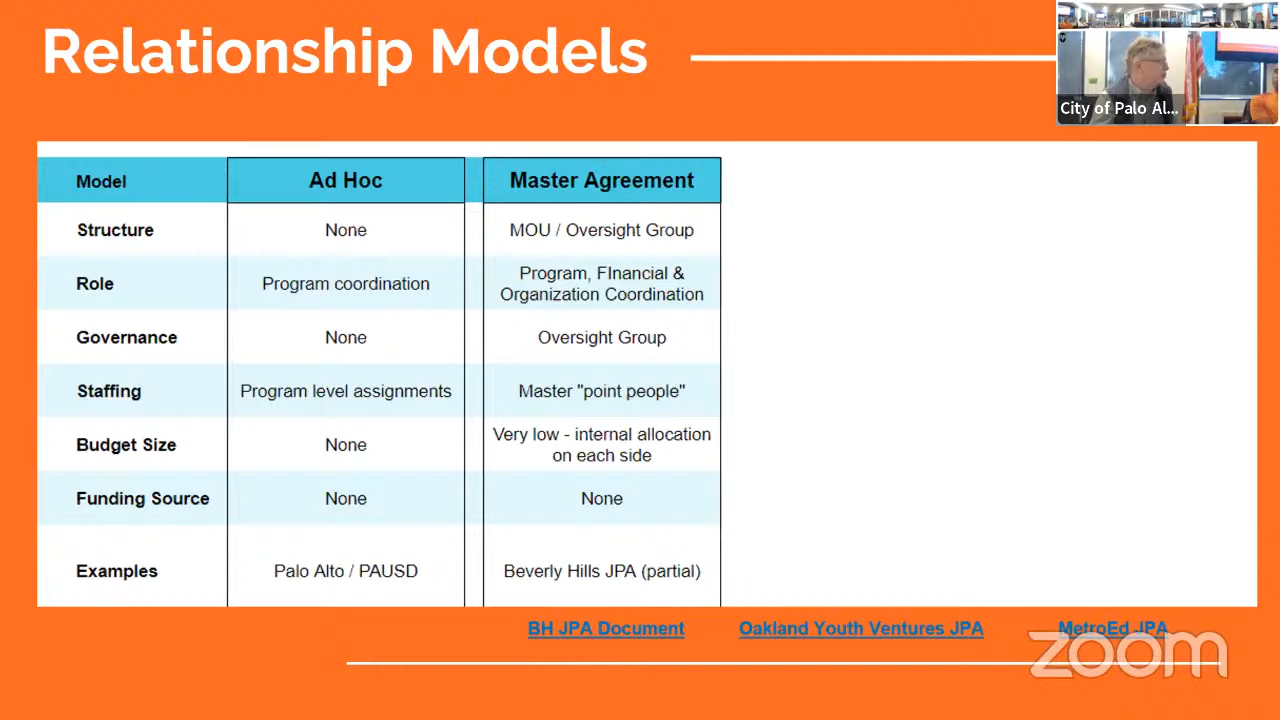 Relationship Models
City of Palo Al...
Model Ad Hoc Master Agreement
Structure None MOU / Oversight Group
Role Program coordination Program, FInancial &
Organization Coordination
Governance None Oversight Group
Staffing Program level assignments Master "point people"
Budget Size None Very low - internal allocation
on each side
Funding Source None None
Examples Palo Alto / PAUSD Beverly Hills JPA (partial)
BH JPA Document Oakland Youth Ventures JPA MetroEd JPA
zoom